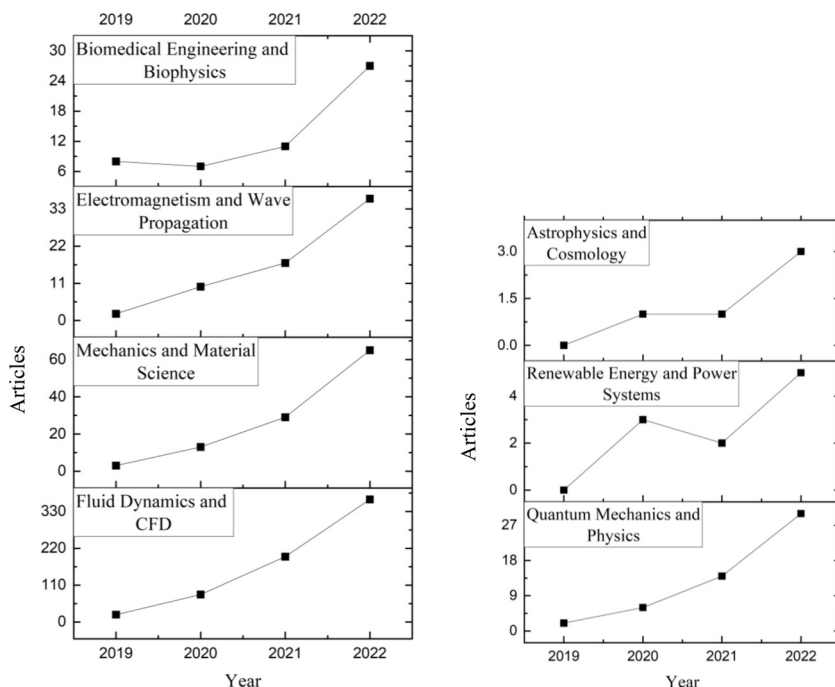 2019 2020 2021 2022
Biomedical Engineering and
Biophysics
30
24
18
12
6
Electromagnetism and Wave
Propagation
33
22
11
0
Mechanics and Material
Science
60
40
20
0
Fluid Dynamics and
CFD
330
220
110
0
2019 2020 2021 2022
Year
Articles
Astrophysics and
Cosmology
3.0
1.5
0.0
Renewable Energy and Power
Systems
4
2
0
Quantum Mechanics and
Physics
27
18
9
0
2019 2020 2021 2022
Year
Articles